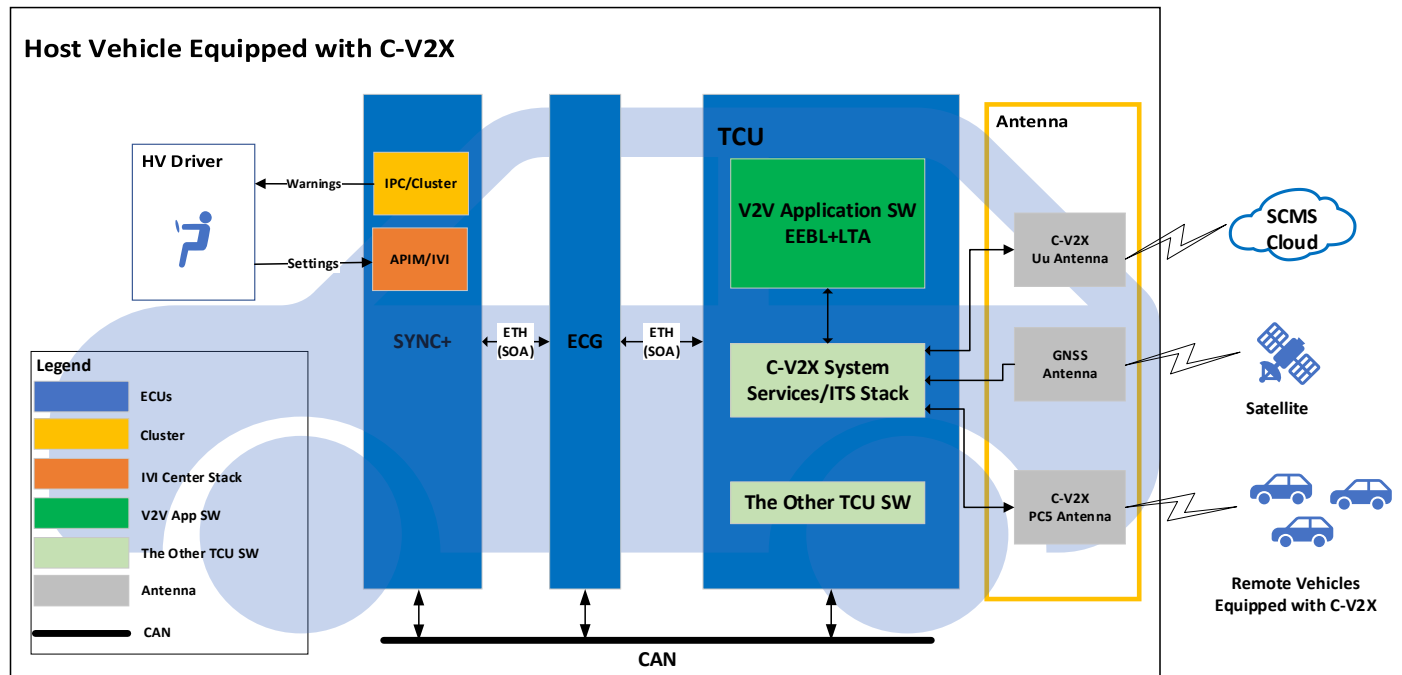 Host Vehicle Equipped with C-V2X
HV Driver
Warnings
Settings
IPC/Cluster
APIM/IVI
SYNC+
ETH
(SOA)
ECG
ETH
(SOA)
TCU
V2V Application SW
EEBL+LTA
C-V2X System
Services/ITS Stack
The Other TCU SW
Antenna
C-V2X
Uu Antenna
GNSS
Antenna
C-V2X
PC5 Antenna
SCMS
Cloud
Satellite
Remote Vehicles
Equipped with C-V2X
Legend
ECUs
Cluster
IVI Center Stack
V2V App SW
The Other TCU SW
Antenna
CAN
CAN